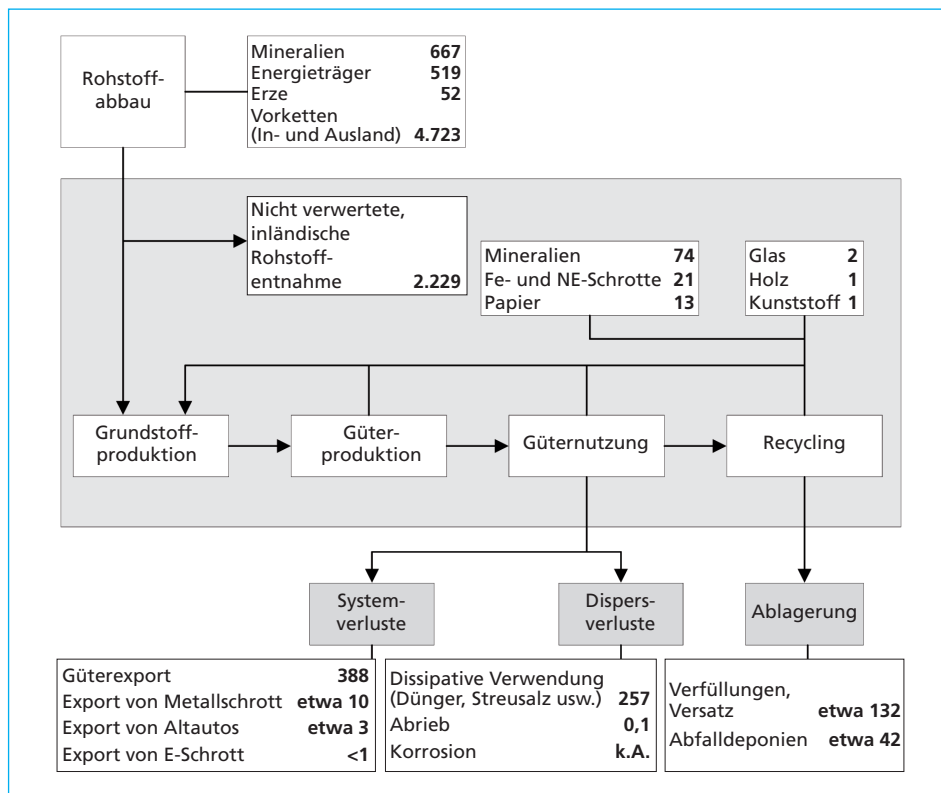 Rohstoff-
abbau
Mineralien 667
Energieträger 519
Erze 52
Vorketten
(In- und Ausland) 4.723
Nicht verwertete,
inländische
Rohstoff-
entnahme 2.229
Mineralien 74
Fe- und NE-Schrotte 21
Papier 13
Glas 2
Holz 1
Kunststoff 1
Grundstoff-
produktion
Güter-
produktion
Güternutzung
Recycling
System-
verluste
Dispers-
verluste
Ablagerung
Güterexport 388
Export von Metallschrott etwa 10
Export von Altautos etwa 3
Export von E-Schrott <1
Dissipative Verwendung
(Dünger, Streusalz usw.) 257
Abrieb 0,1
Korrosion k.A.
Verfüllungen,
Versatz etwa 132
Abfalldeponien etwa 42